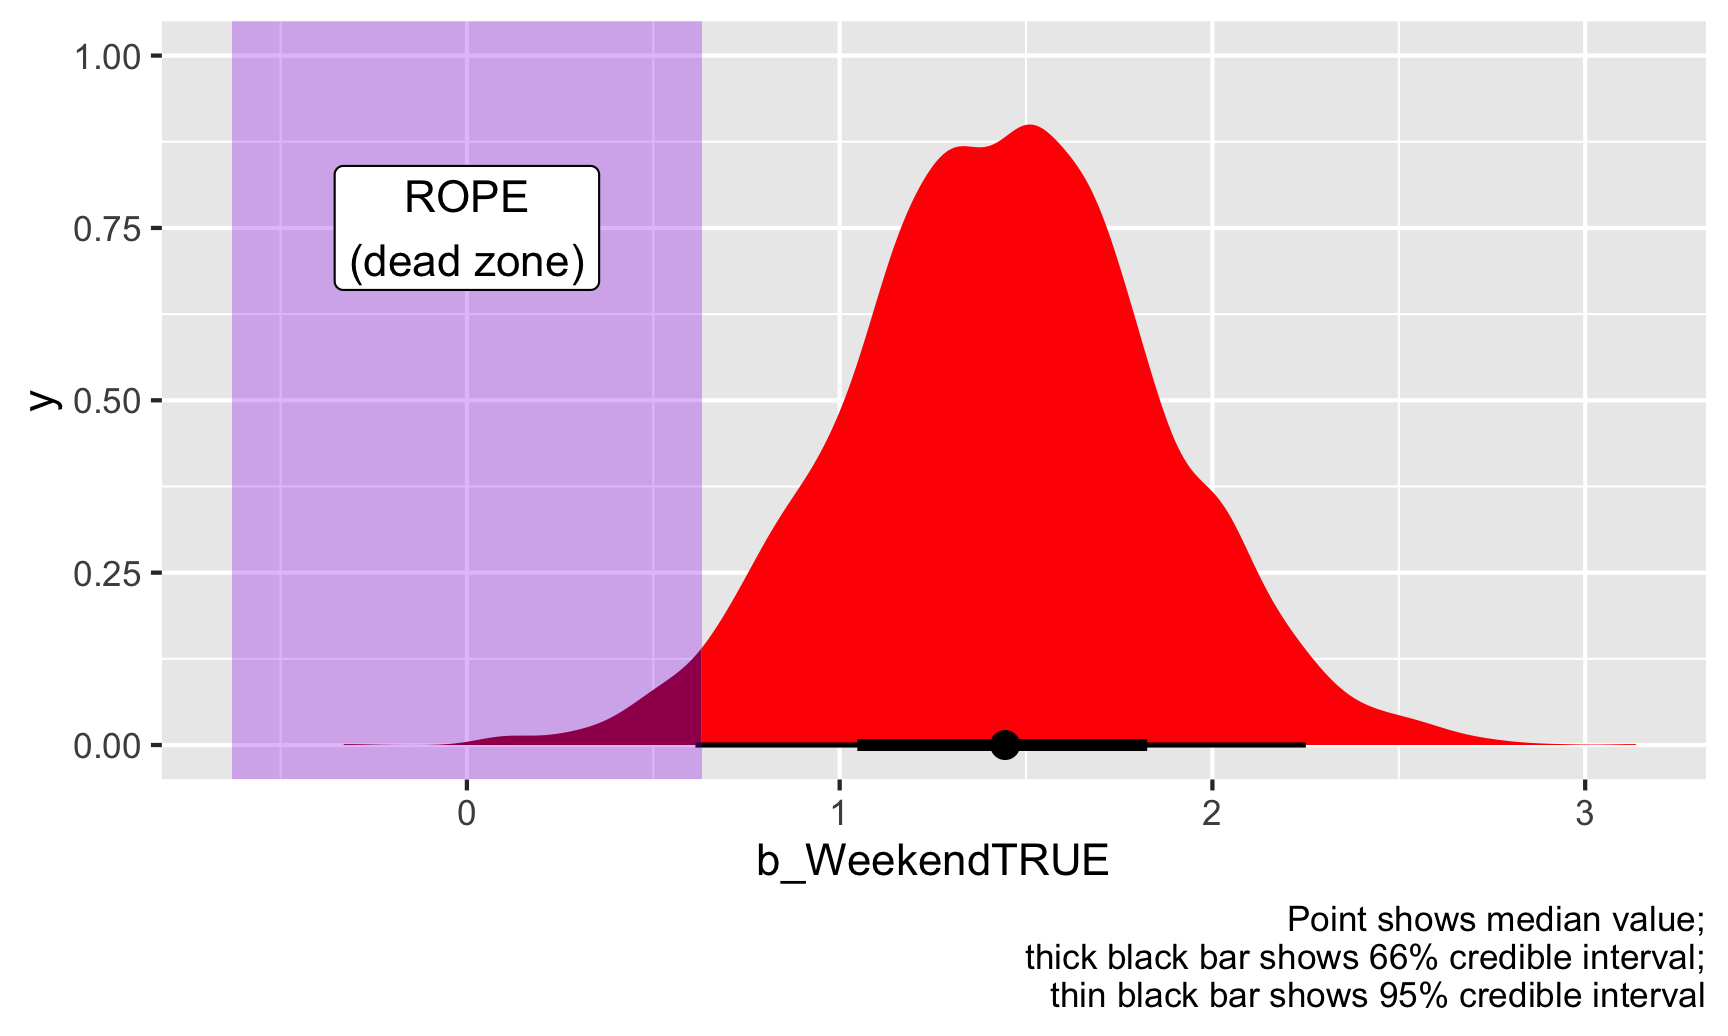 1.00
0.75
0.50
0.25
0.00
y
ROPE
(dead zone)
0 1 2 3
b_WeekendTRUE
Point shows median value;
thick black bar shows 66% credible interval;
thin black bar shows 95% credible interval